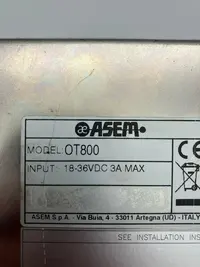 ae ASEM
MODEL: OT800
INPUT: 18-36VDC 3A MAX
CE
ASEM S.p.A. - Via Buia, 4 - 33011 Artegna (UD) - ITALY
SEE INSTALLATION INS